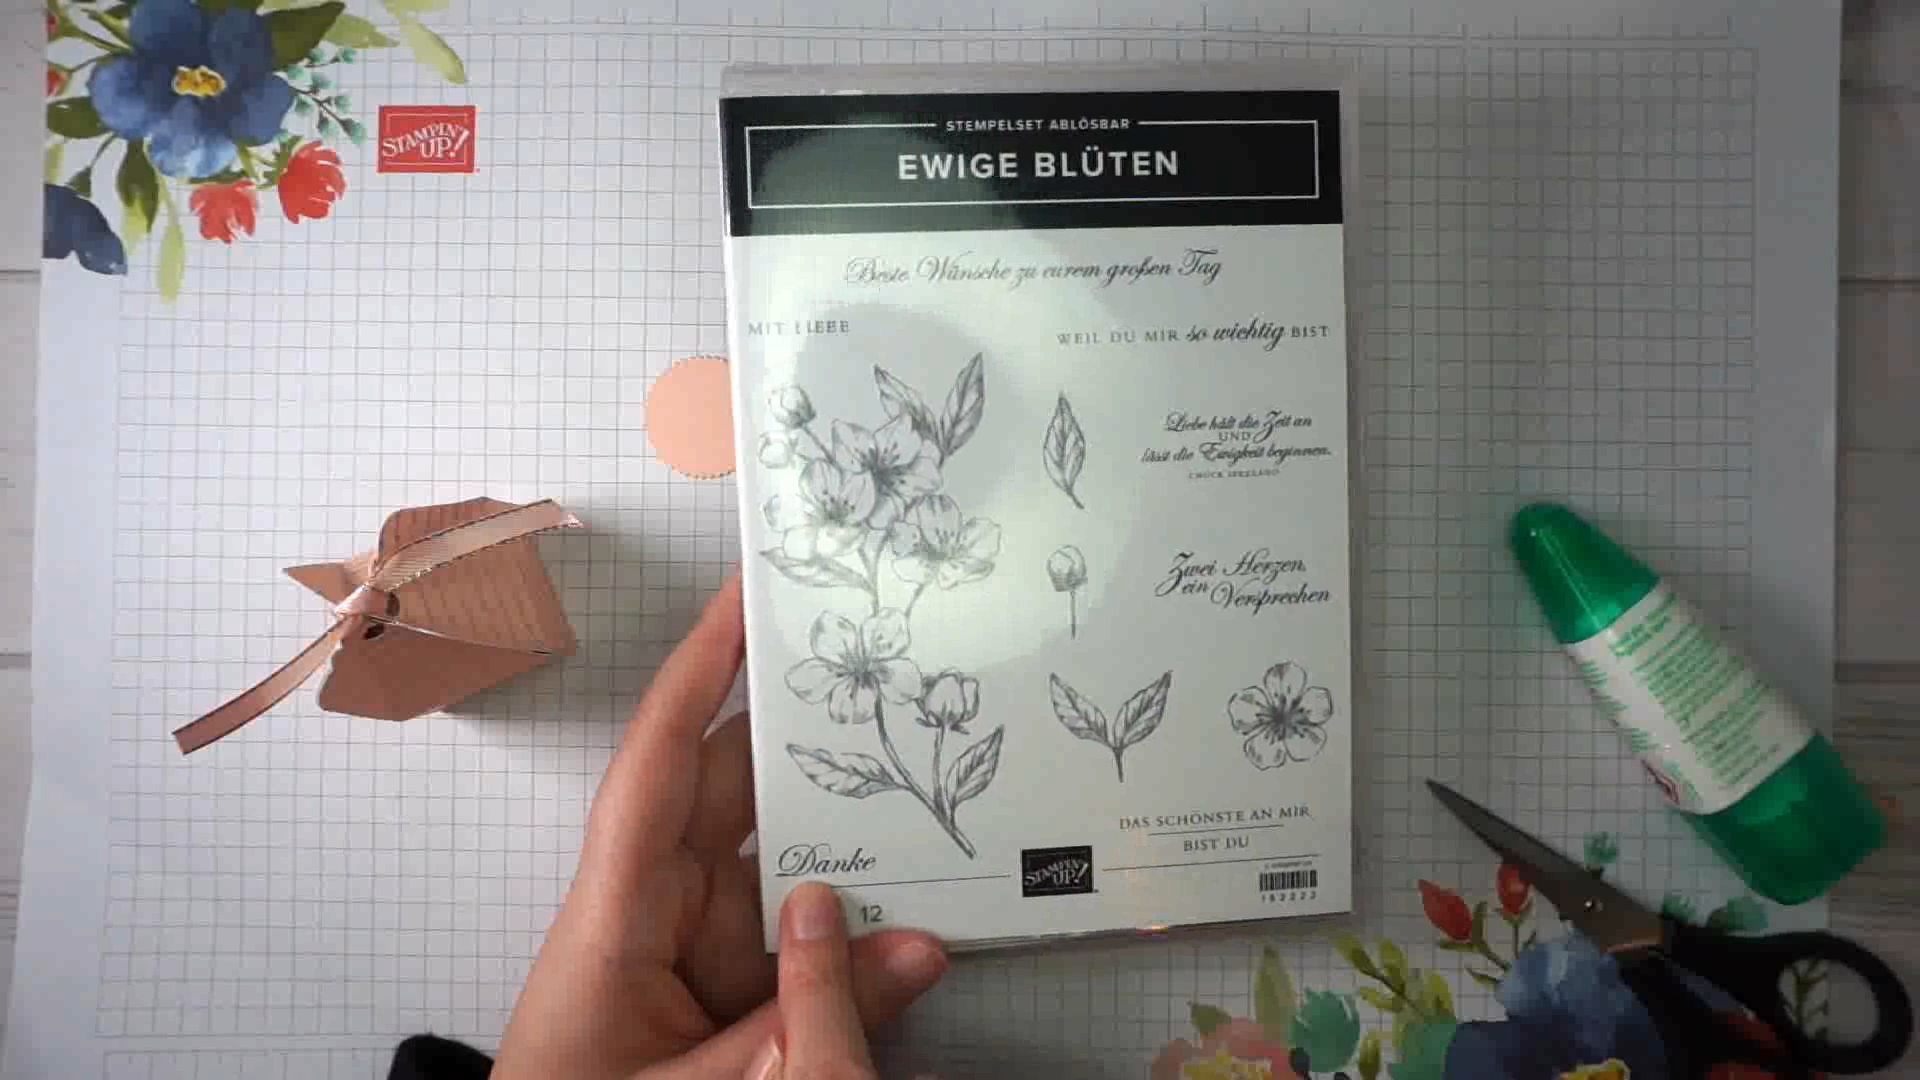 STAMPIN' UP!
STEMPELSET ABLÖSBAR
EWIGE BLÜTEN
Beste Wünsche zu eurem großen Tag
MIT LIEBE
WEIL DU MIR so wichtig BIST
Liebe hält die Zeit an
UND
lässt die Ewigkeit beginnen.
Zwei Herzen,
ein Versprechen
DAS SCHÖNSTE AN MIR
BIST DU
Danke
STAMPIN' UP!
12